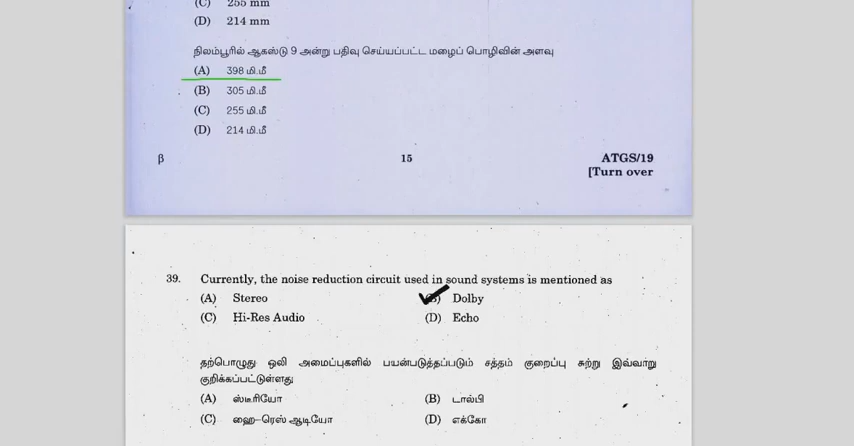 (C) 255 mm
(D) 214 mm
நிலம்பூரில் ஆகஸ்டு 9 அன்று பதிவு செய்யப்பட்ட மழைப் பொழிவின் அளவு
(A) 398 மி.மீ
(B) 305 மி.மீ
(C) 255 மி.மீ
(D) 214 மி.மீ
β 15 ATGS/19
[Turn over
39. Currently, the noise reduction circuit used in sound systems is mentioned as
(A) Stereo (B) Dolby
(C) Hi-Res Audio (D) Echo
தற்பொழுது ஒலி அமைப்புகளில் பயன்படுத்தப்படும் சத்தம் குறைப்பு சுற்று இவ்வாறு
குறிக்கப்பட்டுள்ளது
(A) ஸ்டீரியோ (B) டால்பி
(C) ஹை-ரெஸ் ஆடியோ (D) எக்கோ